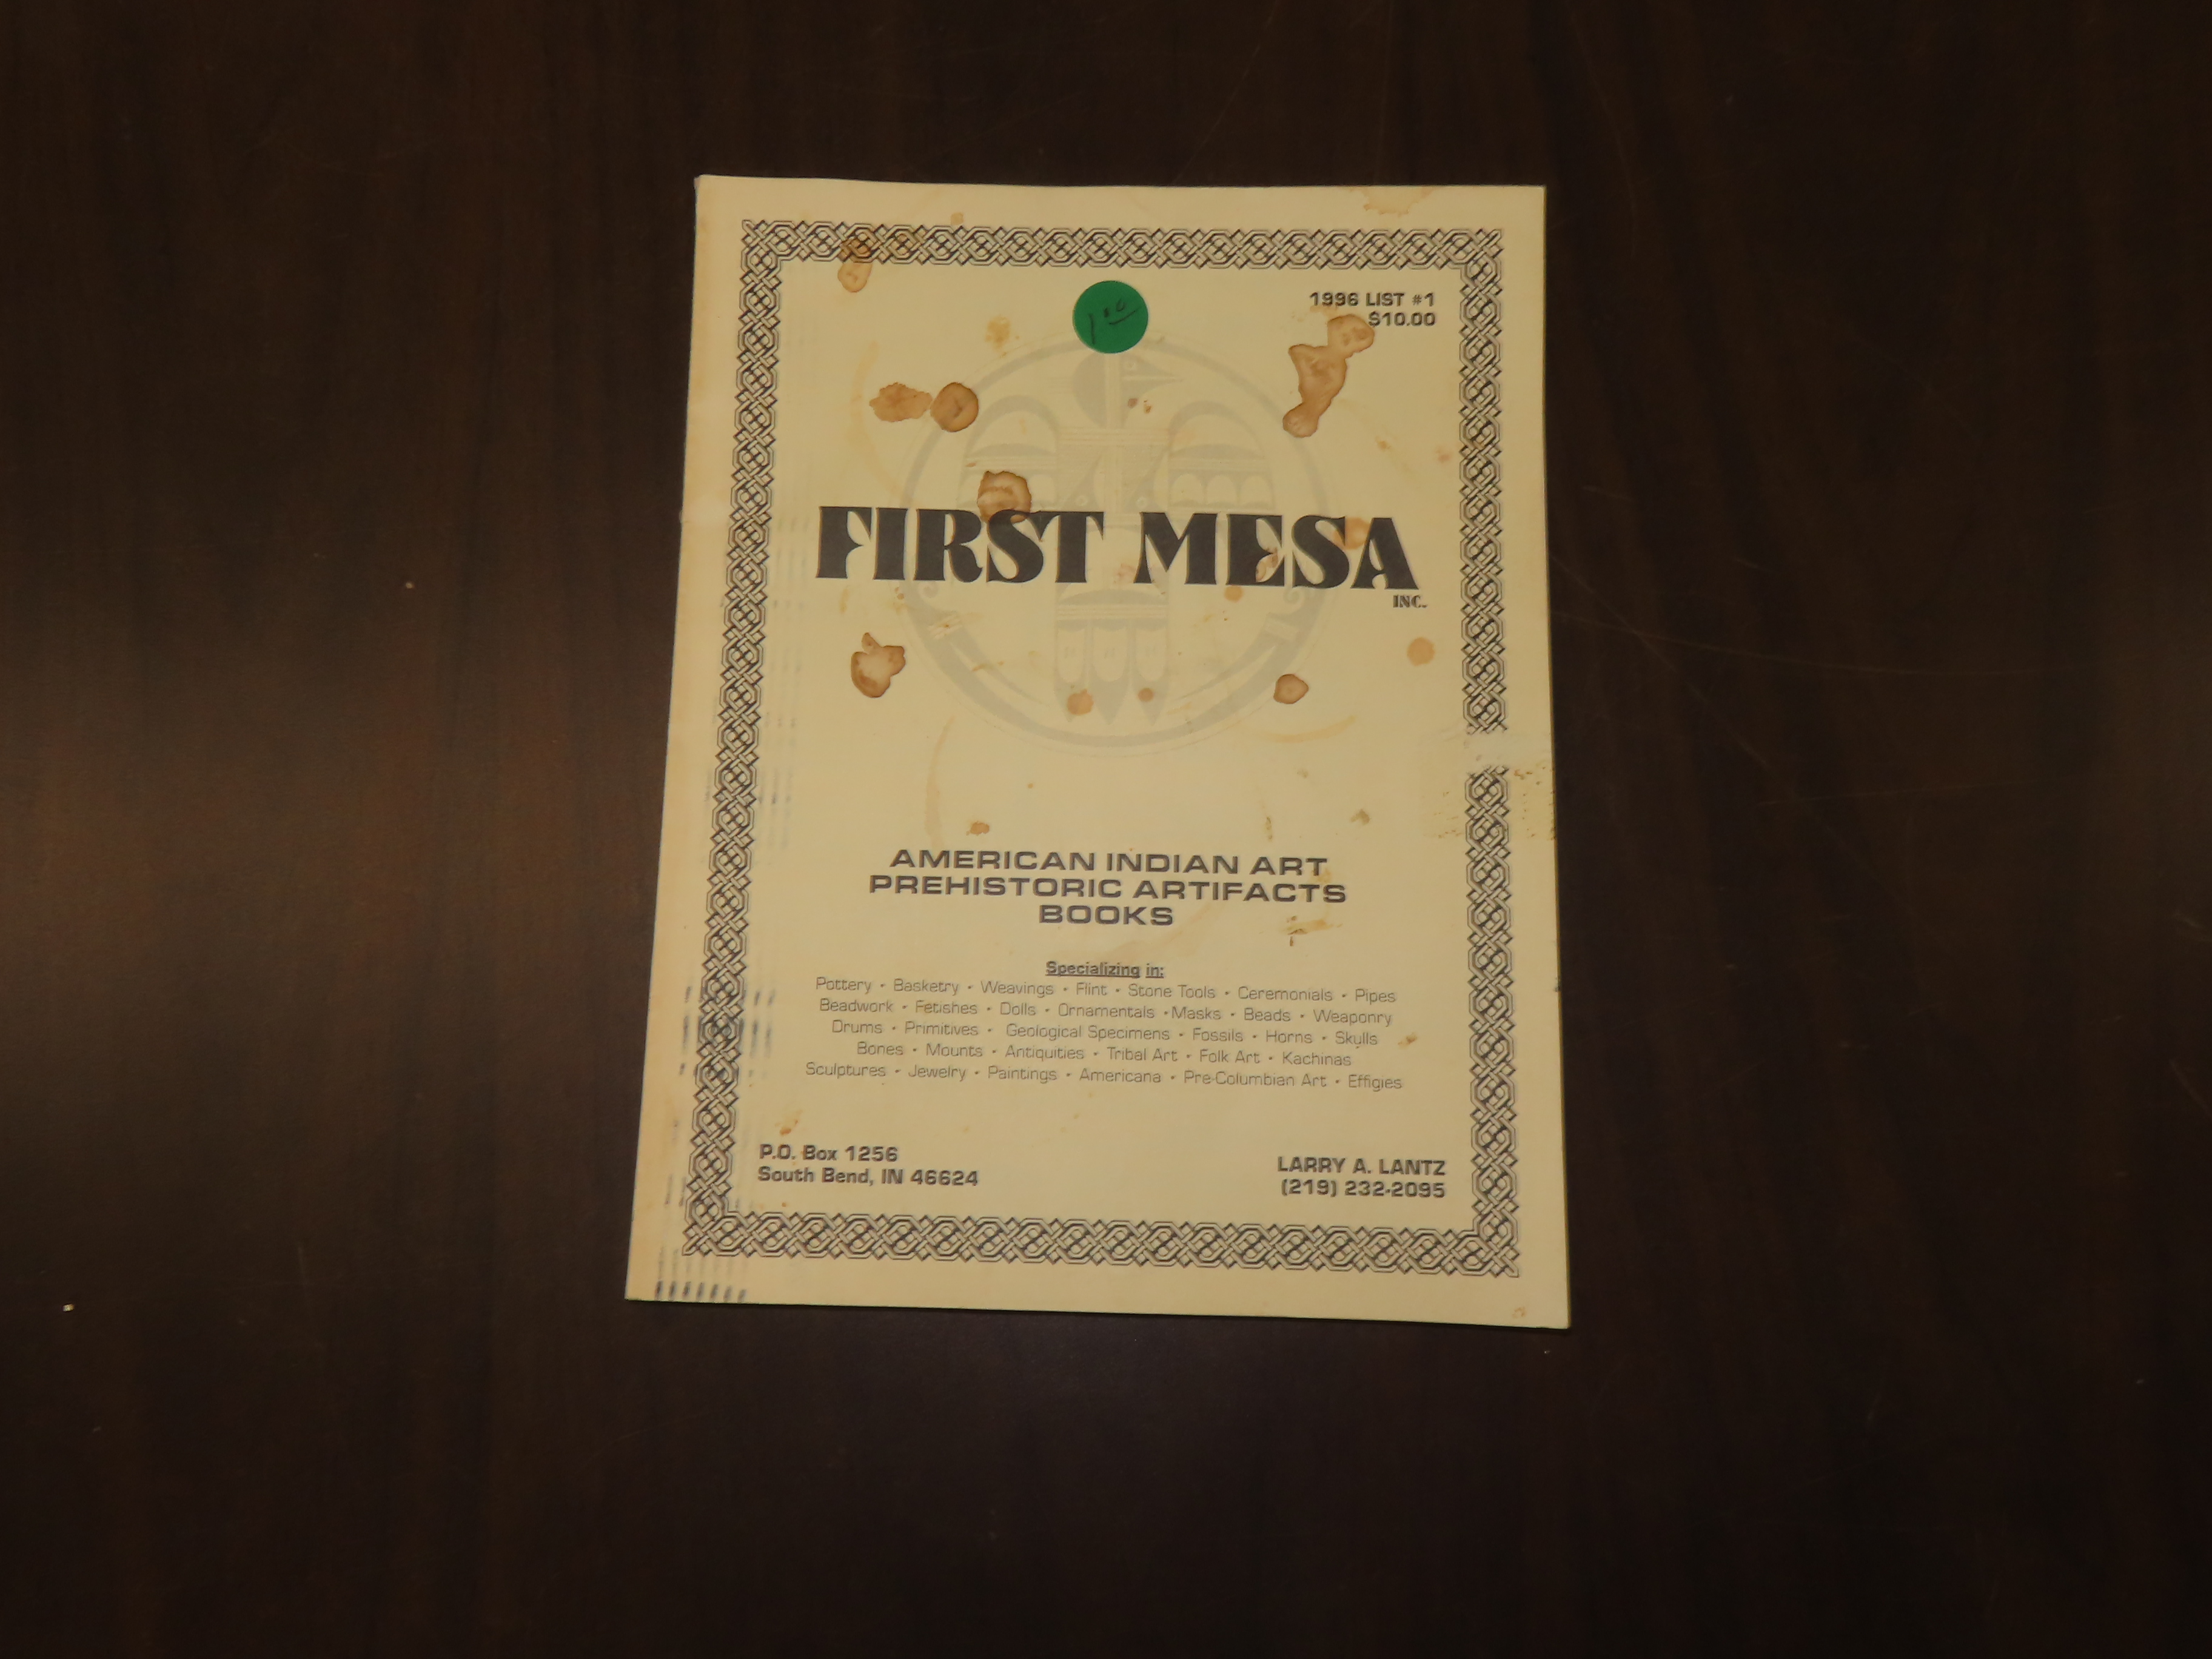 1.00
1996 LIST #1
$10.00
FIRST MESA
INC.
AMERICAN INDIAN ART
PREHISTORIC ARTIFACTS
BOOKS
Specializing in:
Pottery • Basketry • Weavings • Flint • Stone Tools • Ceremonials • Pipes
Beadwork • Fetishes • Dolls • Ornamentals • Masks • Beads • Weaponry
Drums • Primitives • Geological Specimens • Fossils • Horns • Skulls
Bones • Mounts • Antiquities • Tribal Art • Folk Art • Kachinas
Sculptures • Jewelry • Paintings • Americana • Pre-Columbian Art • Effigies
P.O. Box 1256
South Bend, IN 46624
LARRY A. LANTZ
(219) 232-2095